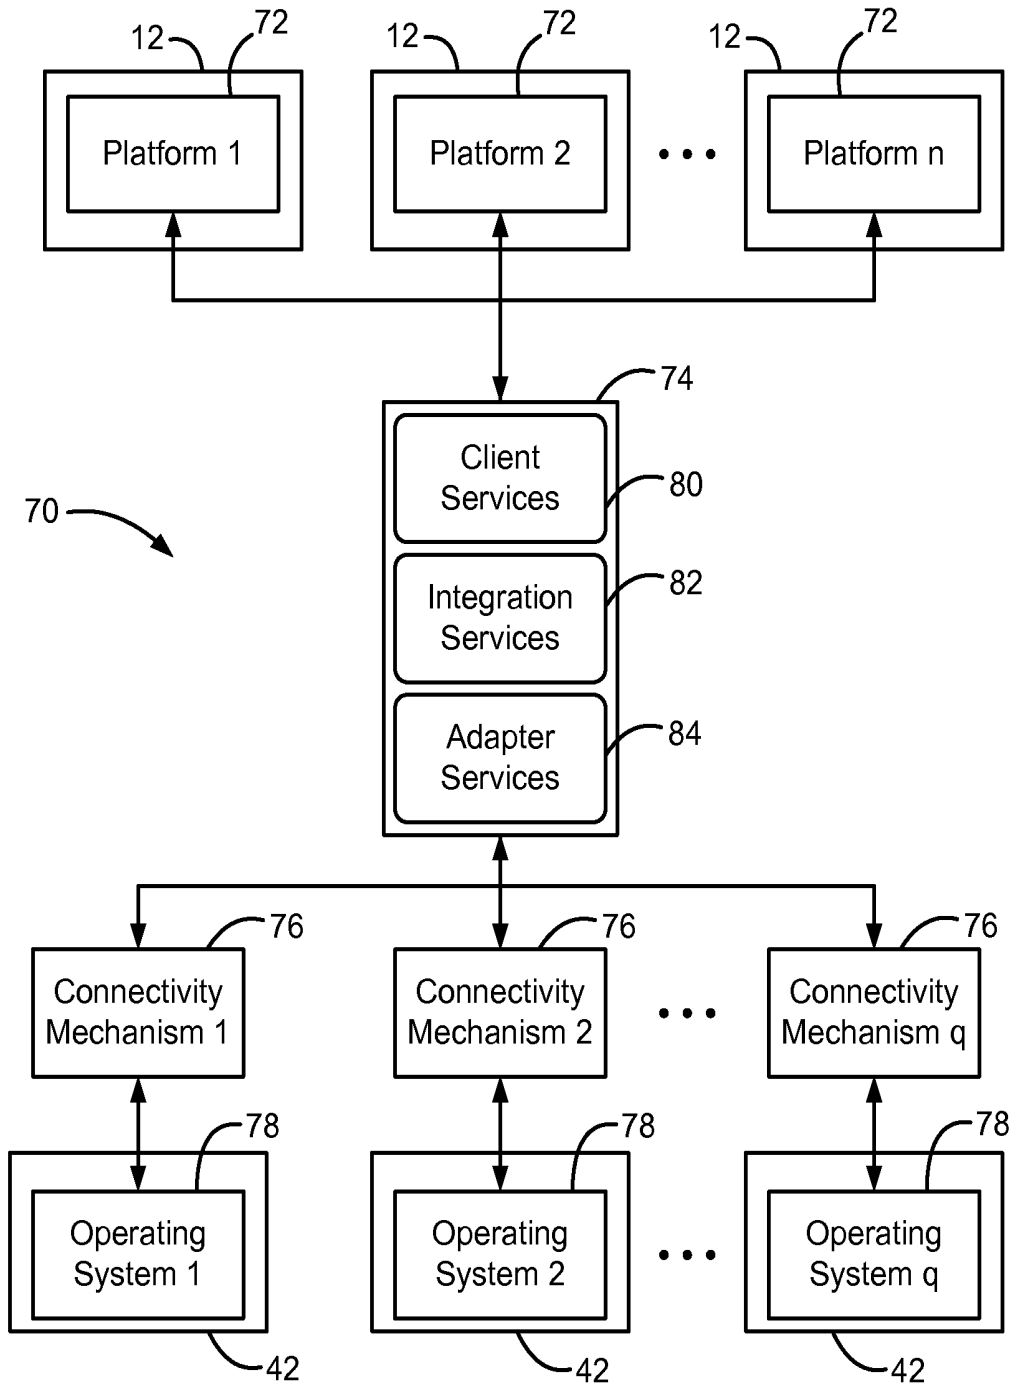 12 72 12 72 12 72
Platform 1 Platform 2 ••• Platform n
74
Client
Services
80
70
Integration
Services
82
Adapter
Services
84
76 76 76
Connectivity Connectivity Connectivity
Mechanism 1 Mechanism 2 ••• Mechanism q
78 78 78
Operating Operating Operating
System 1 System 2 ••• System q
42 42 42